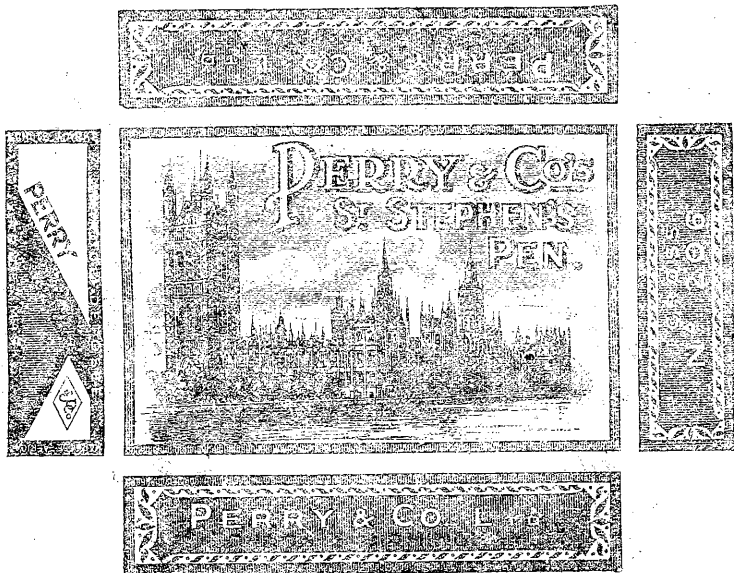 PERRY & CO. LTD
PERRY
PERRY & CO'S
ST STEPHEN'S
PEN.
PERRY & CO LTD